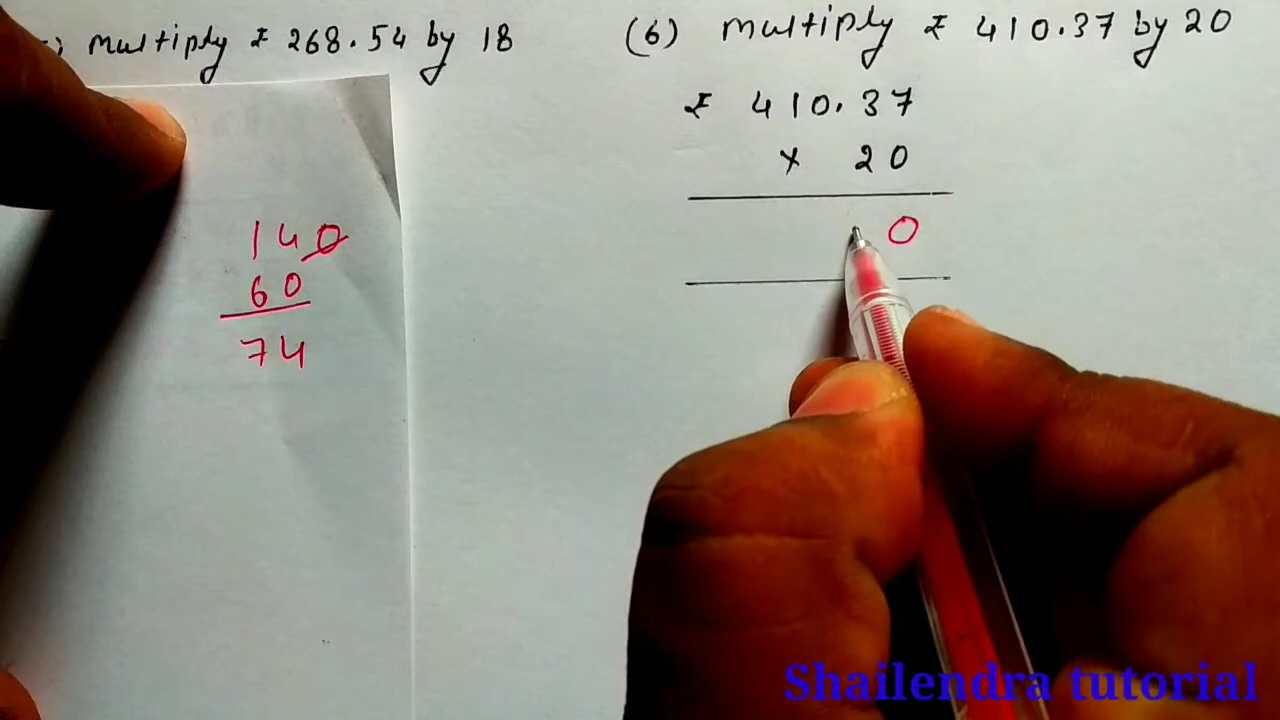 multiply ₹ 268.54 by 18
140
60
74
(6) multiply ₹ 410.37 by 20
₹ 410.37
x 20
0
Shailendra tutorial